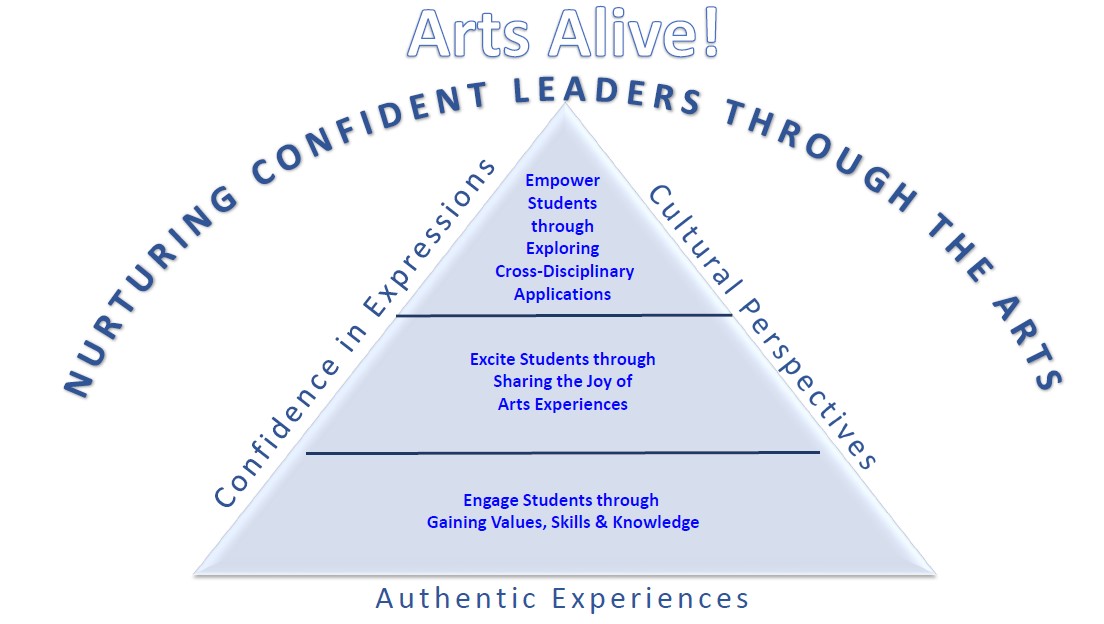 Arts Alive!
NURTURING CONFIDENT LEADERS THROUGH THE ARTS
Confidence in Expressions
Cultural Perspectives
Empower
Students
through
Exploring
Cross-Disciplinary
Applications
Excite Students through
Sharing the Joy of
Arts Experiences
Engage Students through
Gaining Values, Skills & Knowledge
Authentic Experiences